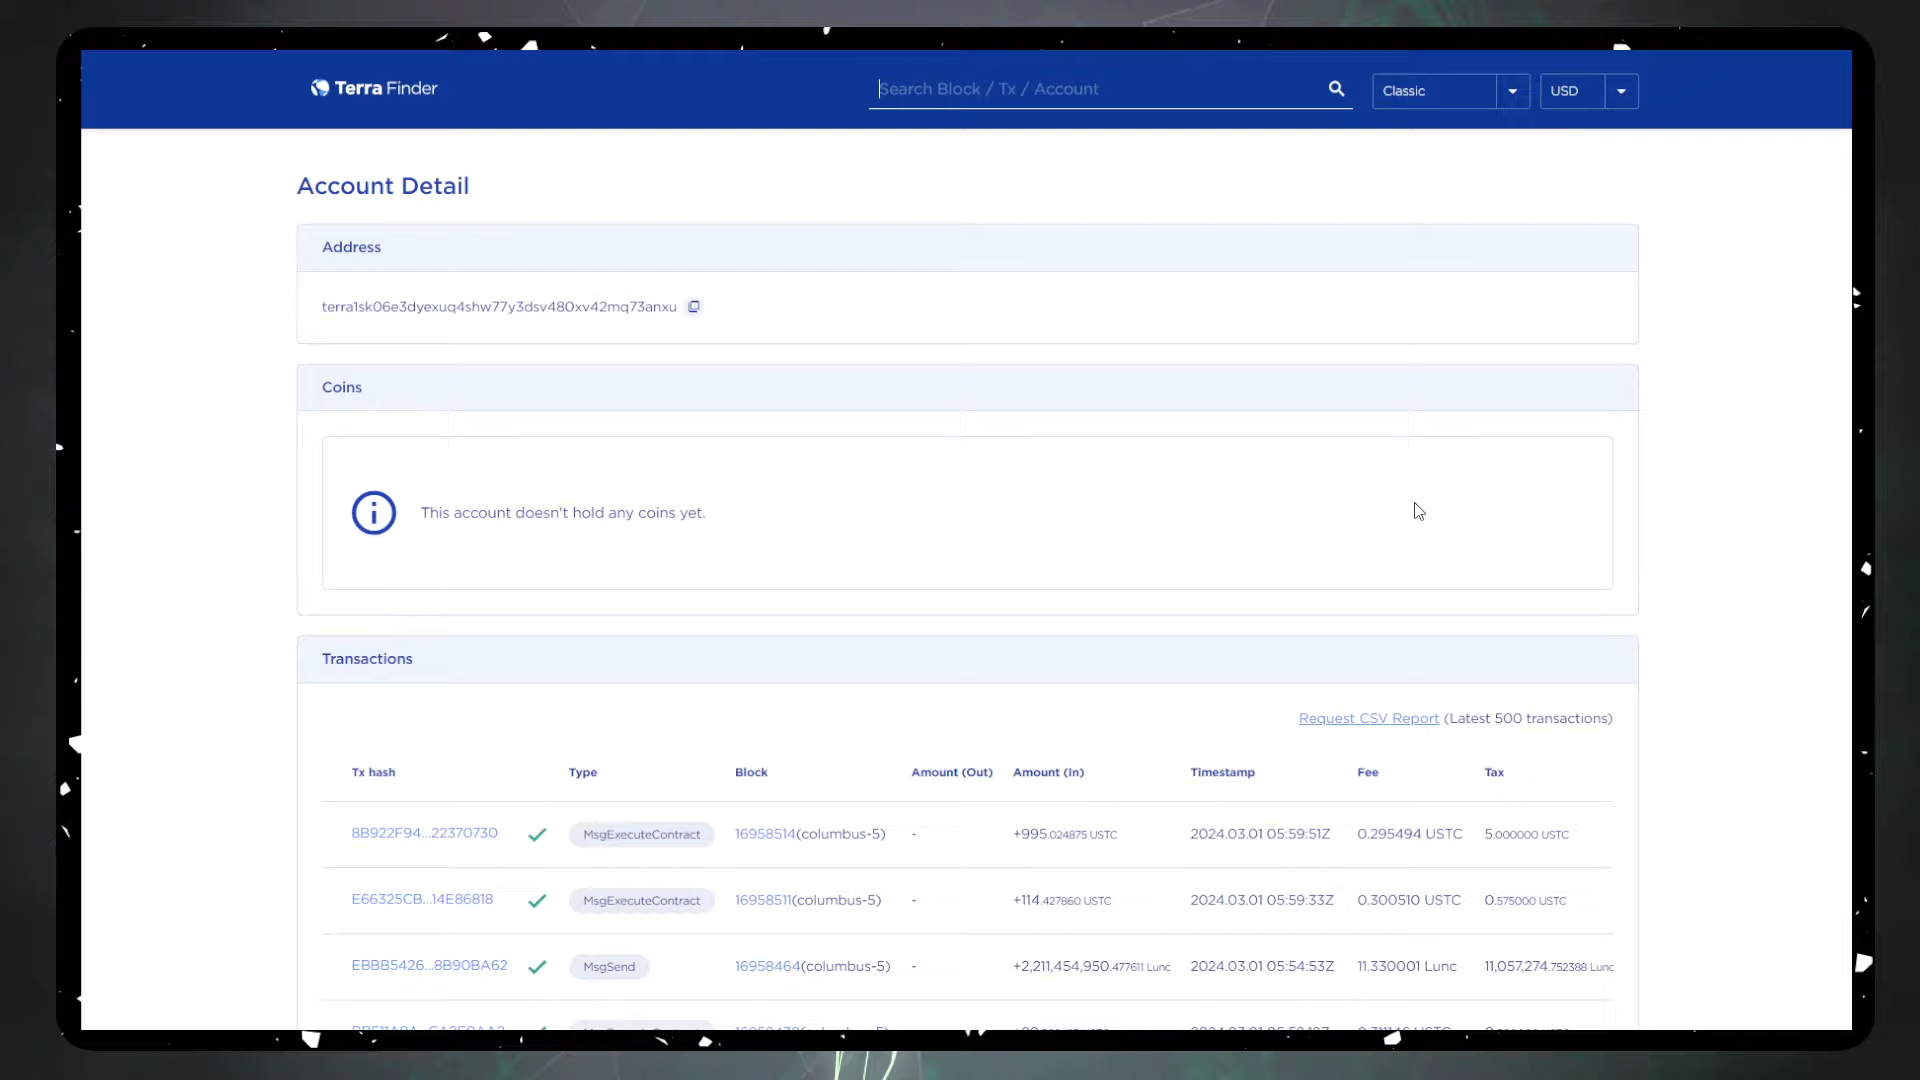 Terra Finder
Search Block / Tx / Account
Classic
USD
Account Detail
Address
terra1sk06e3dyexuq4shw77y3dsv480xv42mq73anxu
Coins
This account doesn't hold any coins yet.
Transactions
Request CSV Report (Latest 500 transactions)
Tx hash Type Block Amount (Out) Amount (In) Timestamp Fee Tax
8B922F94...22370730 MsgExecuteContract 16958514(columbus-5) - +995.024875 USTC 2024.03.01 05:59:51Z 0.295494 USTC 5.000000 USTC
E66325CB...14E86818 MsgExecuteContract 16958511(columbus-5) - +114.427860 USTC 2024.03.01 05:59:33Z 0.300510 USTC 0.575000 USTC
EBBB5426...8B90BA62 MsgSend 16958464(columbus-5) - +2,211,454,950.477611 Lunc 2024.03.01 05:54:53Z 11.330001 Lunc 11,057,274.752388 Lunc